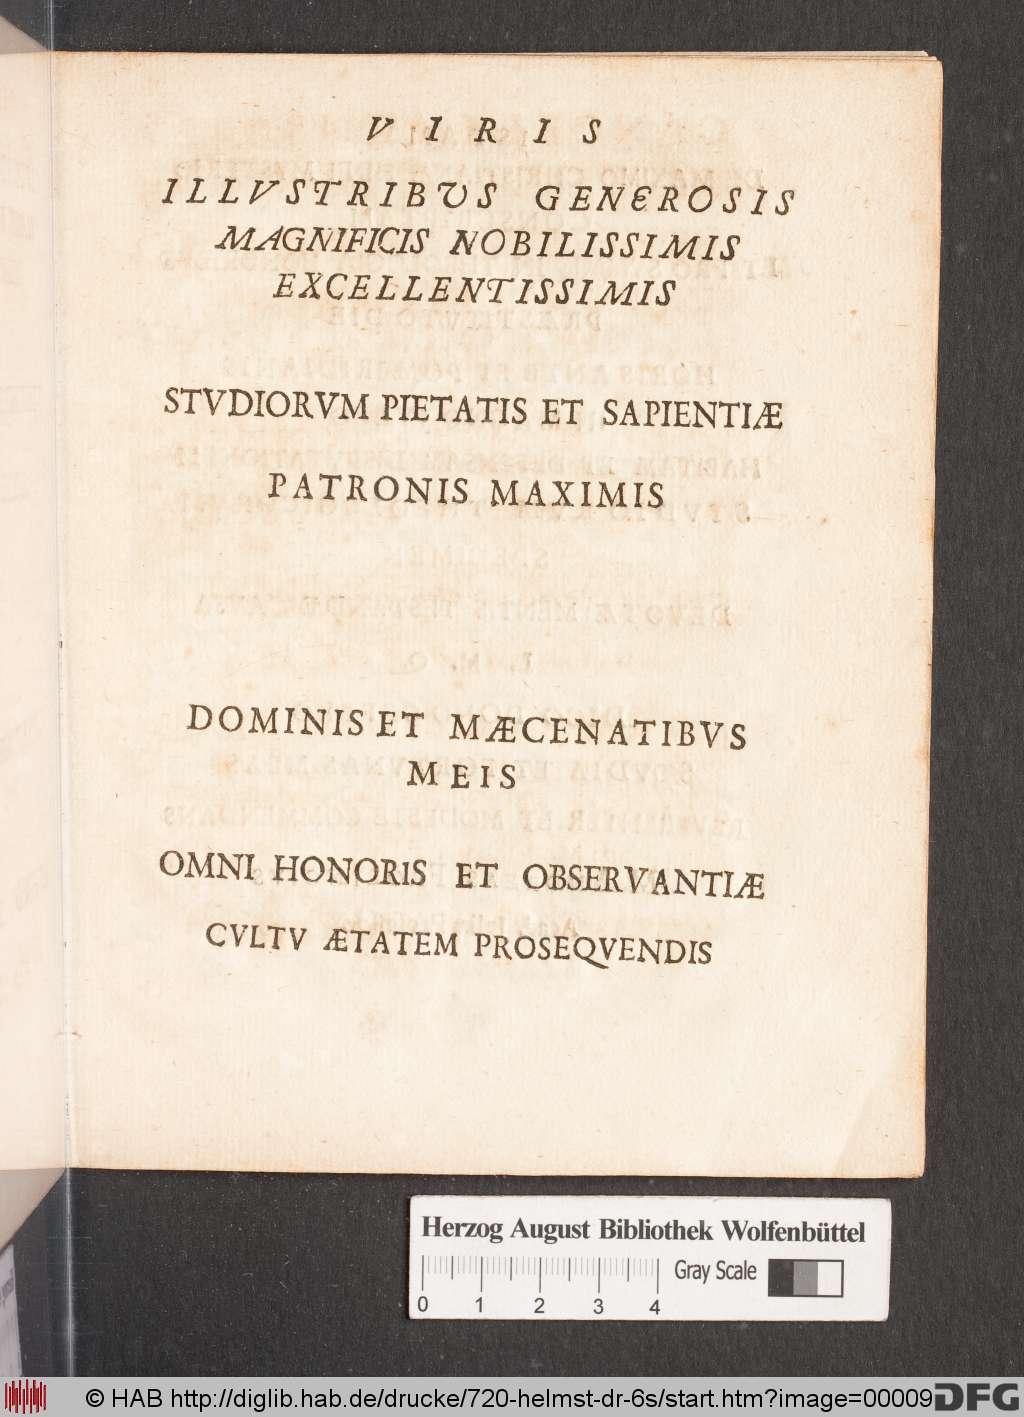 VIRIS
ILLVSTRIBVS GENEROSIS
MAGNIFICIS NOBILISSIMIS
EXCELLENTISSIMIS
STVDIORVM PIETATIS ET SAPIENTIÆ
PATRONIS MAXIMIS
DOMINIS ET MÆCENATIBVS
MEIS
OMNI HONORIS ET OBSERVANTIÆ
CVLTV ÆTATEM PROSEQVENDIS
Herzog August Bibliothek Wolfenbüttel
Gray Scale
0 1 2 3 4
© HAB http://diglib.hab.de/drucke/720-helmst-dr-6s/start.htm?image=00009
DFG